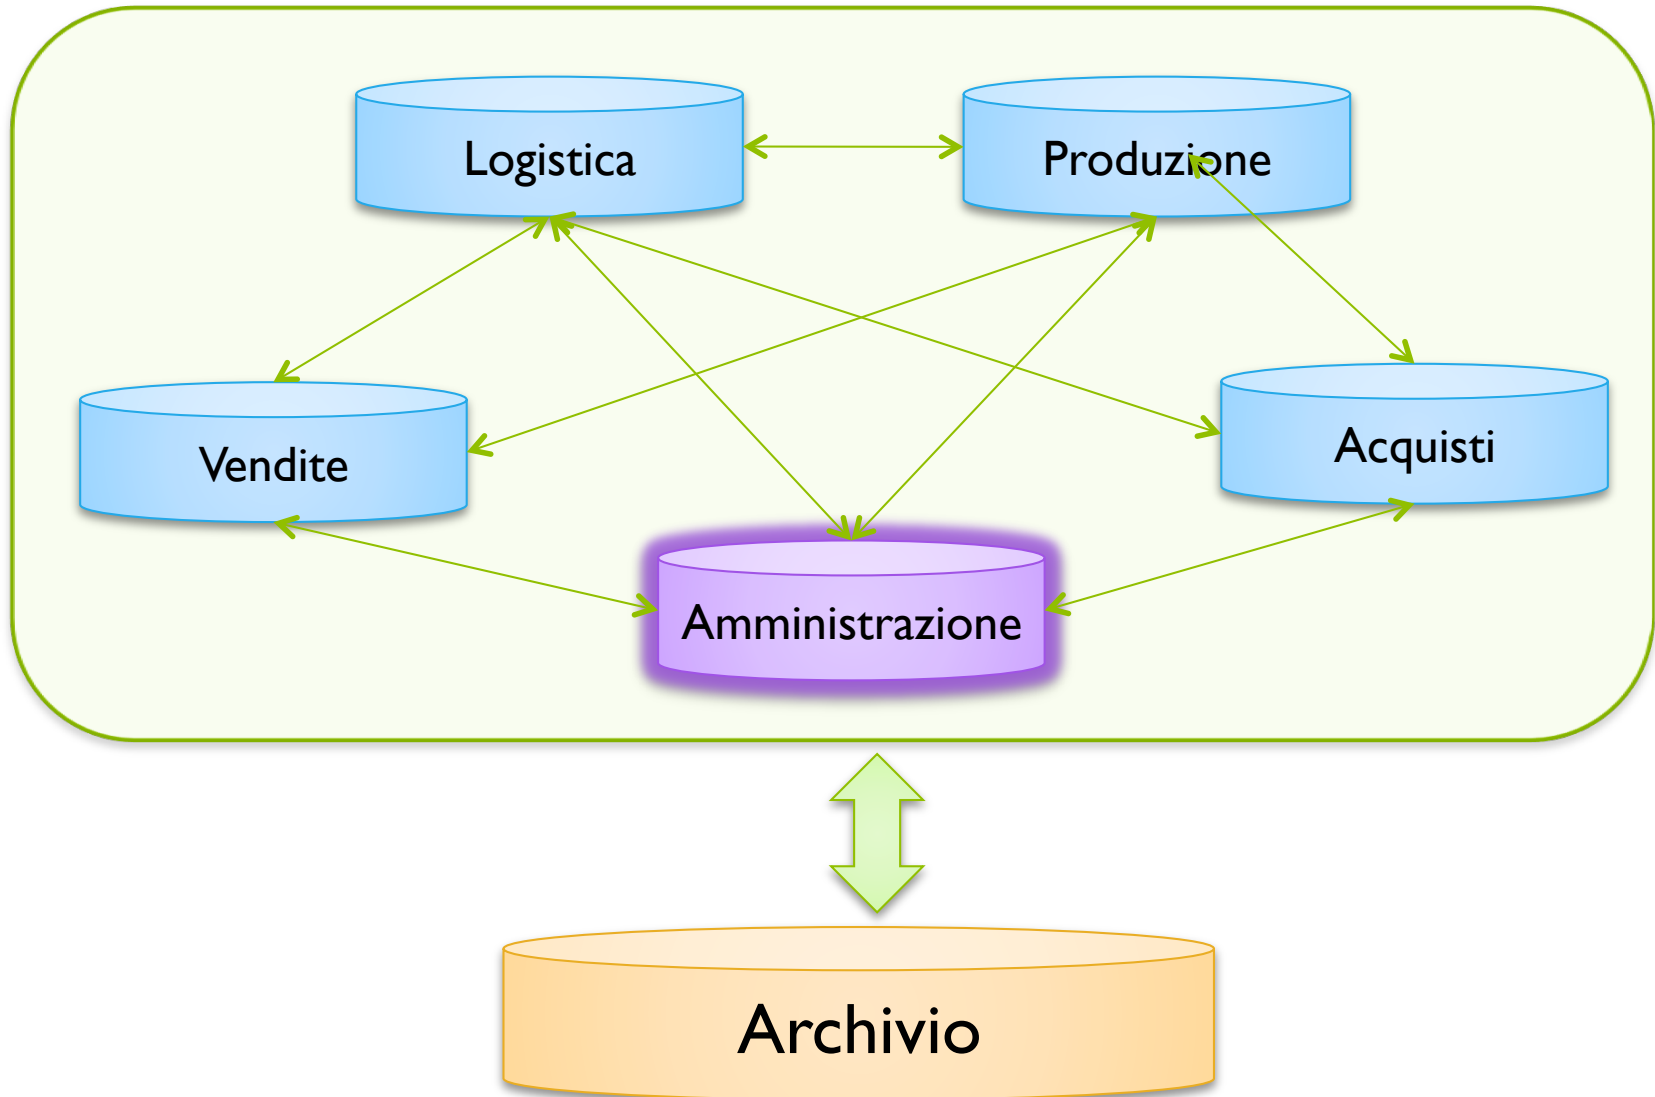 Logistica
Produzione
Vendite
Acquisti
Amministrazione
Archivio